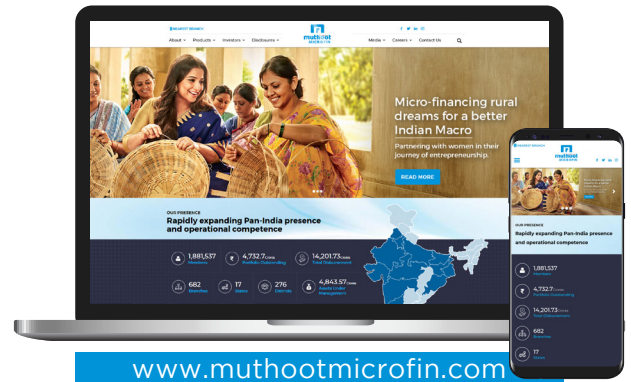 NEAREST BRANCH
About
Products
Investors
Disclosures
muthoot
MICROFIN
Media
Careers
Contact Us
Micro-financing rural
dreams for a better
Indian Macro
Partnering with women in their
journey of entrepreneurship.
READ MORE
OUR PRESENCE
Rapidly expanding Pan-India presence
and operational competence
1,881,537
Members
4,732.7 Crores
Portfolio Outstanding
14,201.73 Crores
Total Disbursement
682
Branches
17
States
276
Districts
4,843.57 Crores
Assets Under
Management
NEAREST BRANCH
muthoot
MICROFIN
OUR PRESENCE
Rapidly expanding Pan-India presence
and operational competence
1,881,537
Members
4,732.7 Crores
Portfolio Outstanding
14,201.73 Crores
Total Disbursement
682
Branches
17
States
www.muthootmicrofin.com